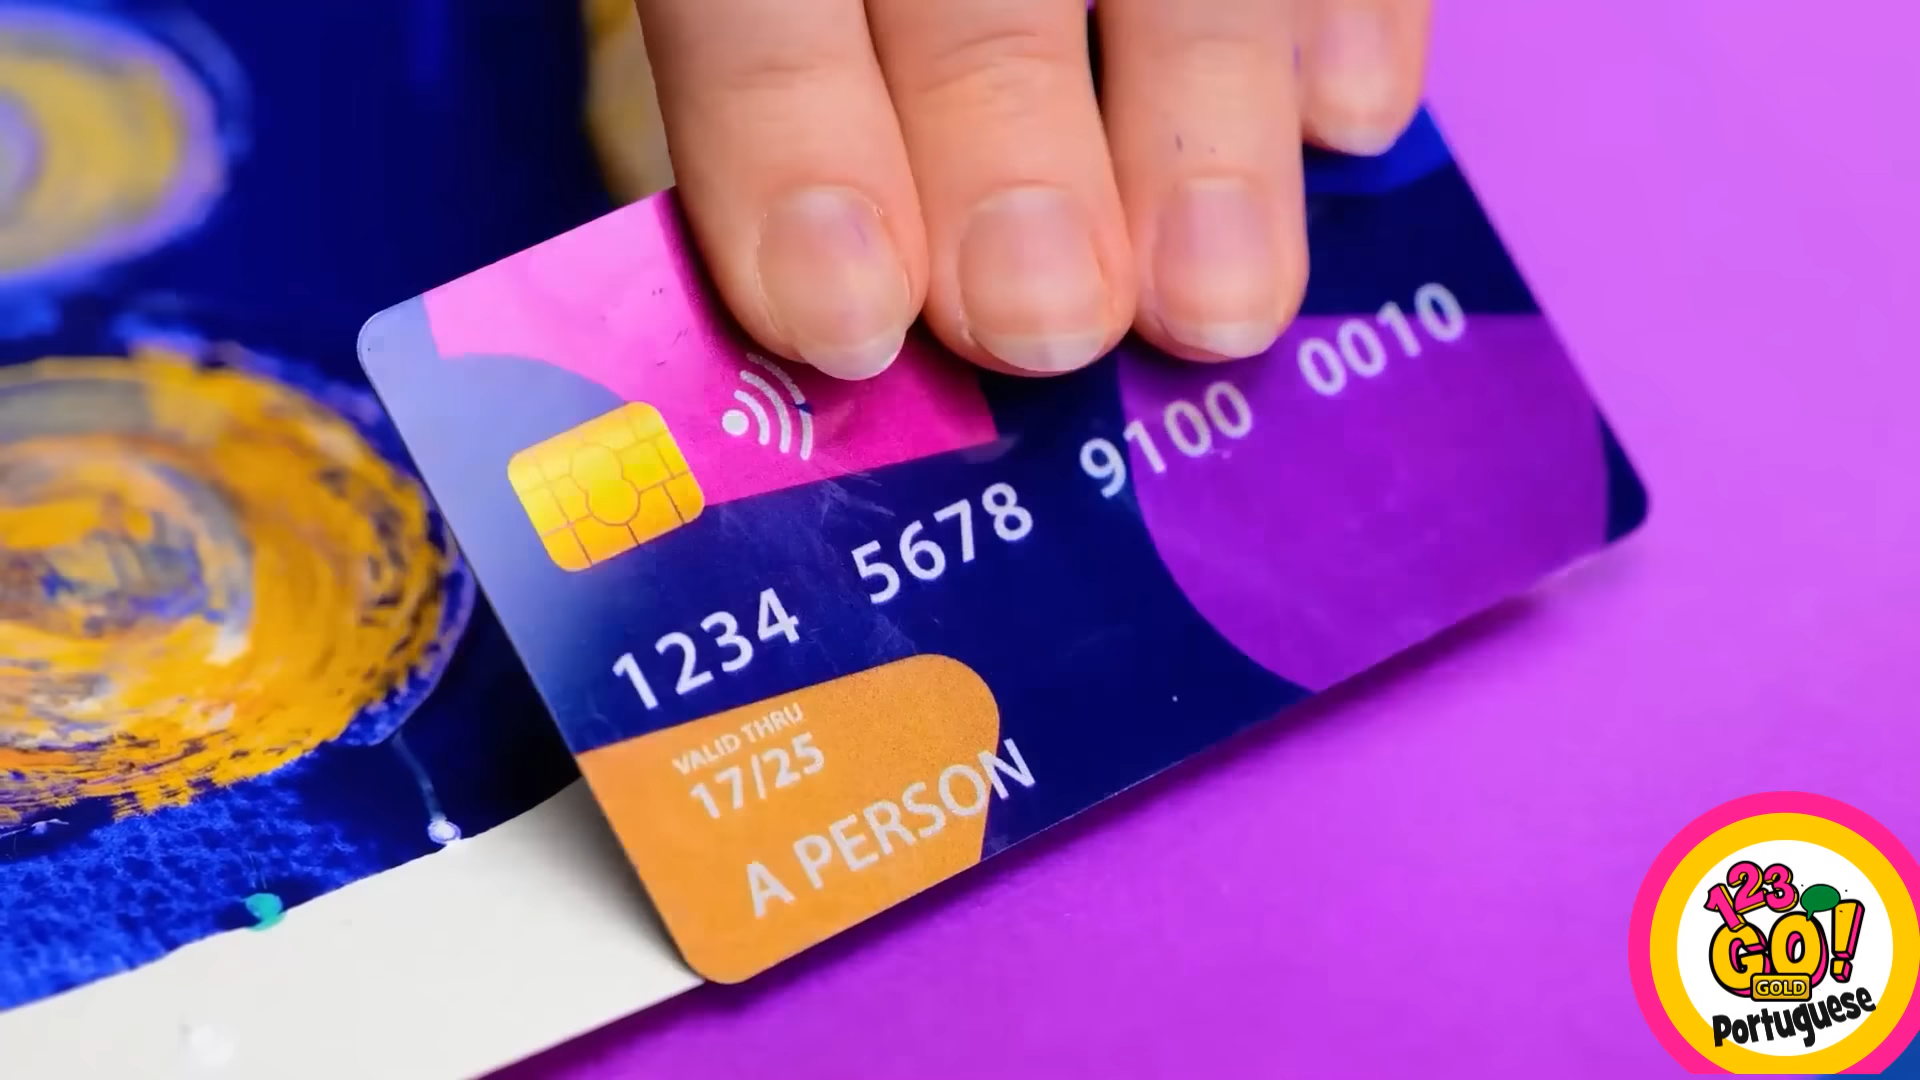 1234 5678 9100 0010
VALID THRU
17/25
A PERSON
123
GO!
GOLD
Portuguese